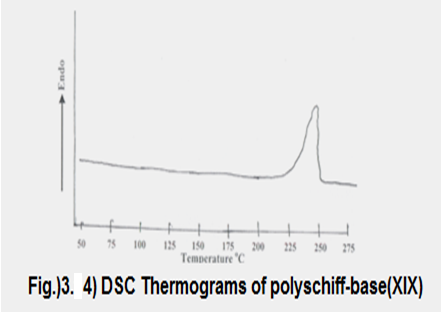 Endo
50 75 100 125 150 175 200 225 250 275
Temperature °C
Fig.)3. 4) DSC Thermograms of polyschiff-base(XIX)